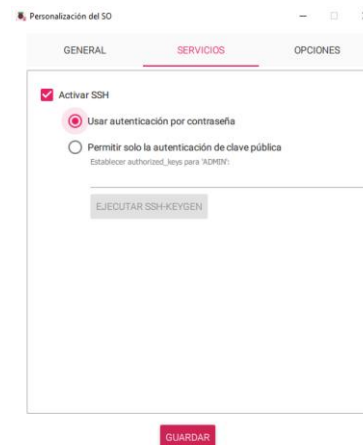 Personalización del SO
GENERAL SERVICIOS OPCIONES
Activar SSH
Usar autenticación por contraseña
Permitir solo la autenticación de clave pública
Establecer authorized_keys para 'ADMIN':
EJECUTAR SSH-KEYGEN
GUARDAR